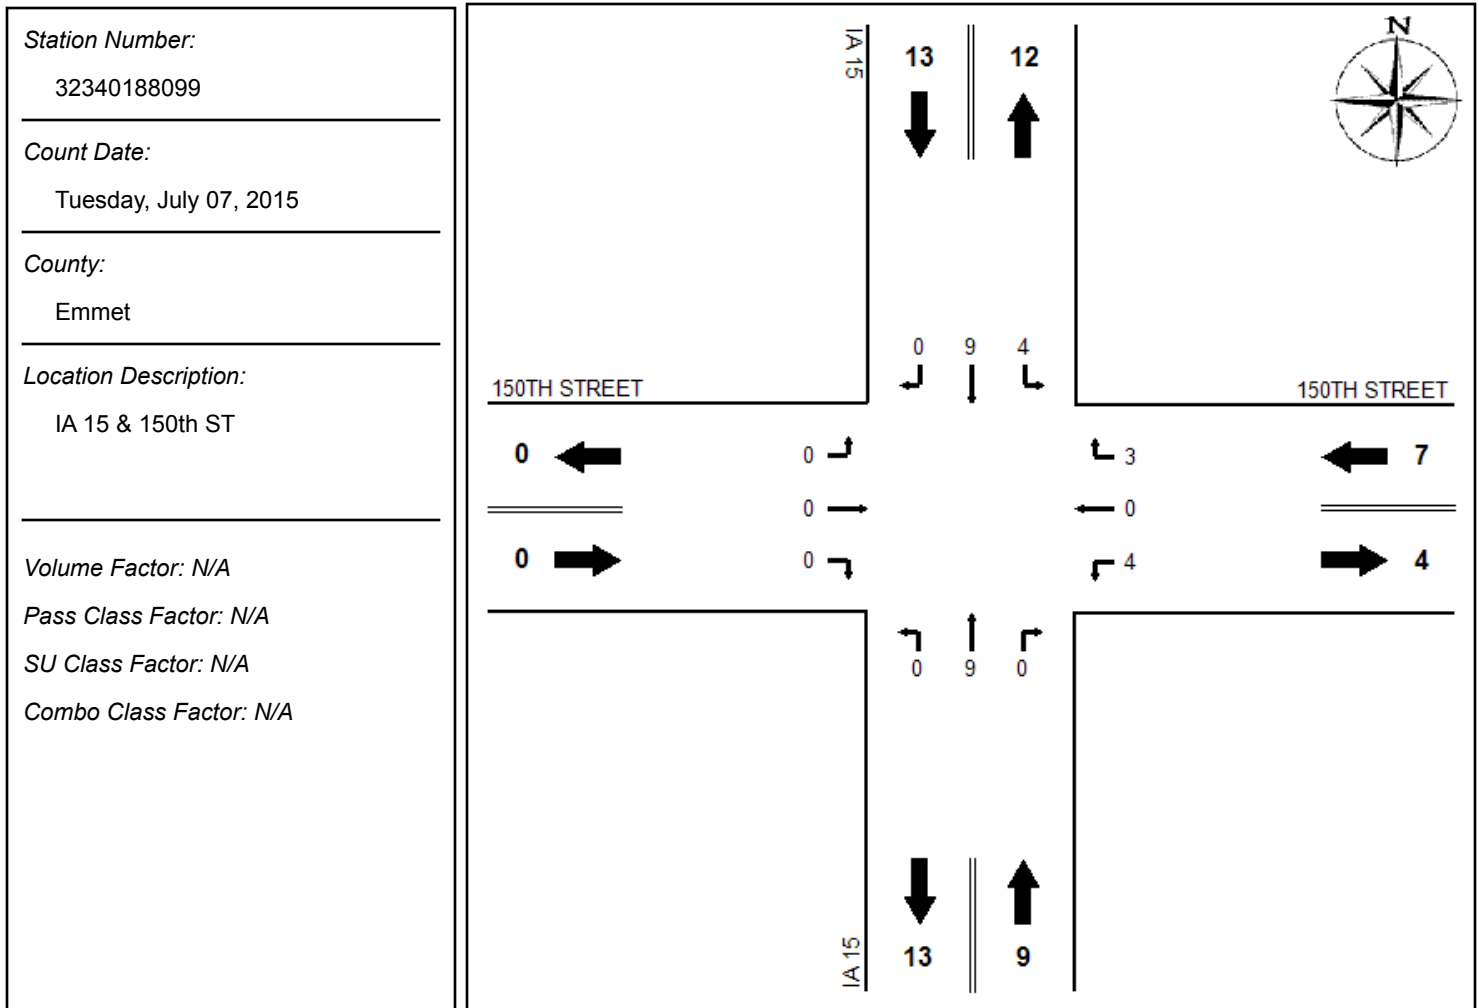 Station Number:
32340188099
Count Date:
Tuesday, July 07, 2015
County:
Emmet
Location Description:
IA 15 & 150th ST
Volume Factor: N/A
Pass Class Factor: N/A
SU Class Factor: N/A
Combo Class Factor: N/A
N
IA 15
13 12
0 9 4
150TH STREET 150TH STREET
0 0 3 7
0 0
0 0 4 4
0 9 0
IA 15
13 9